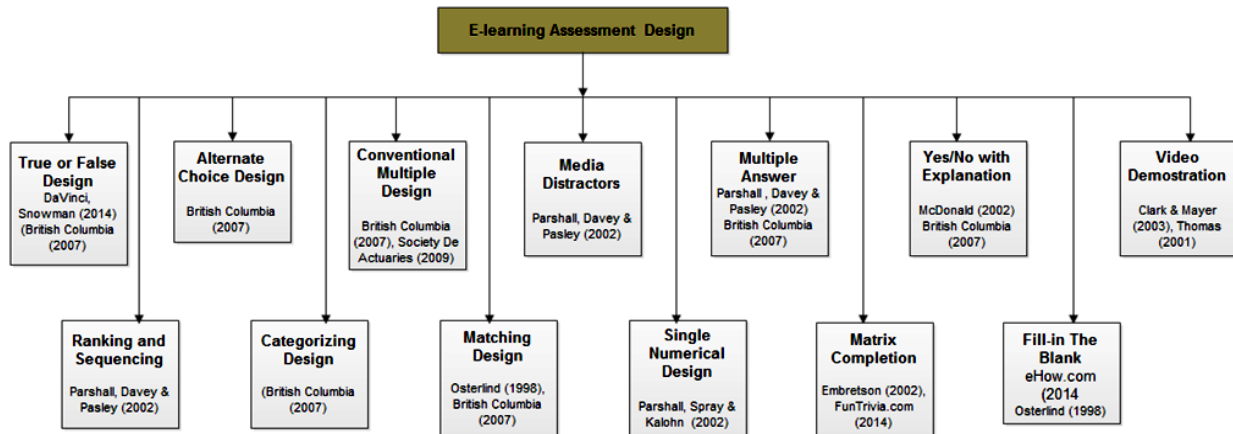 E-learning Assessment  Design
True or False
Design
DaVinci,
Snowman (2014)
(British Columbia
(2007)
Alternate
Choice Design
British Columbia
(2007)
Conventional
Multiple
Design
British Columbia
(2007), Society De
Actuaries (2009)
Media
Distractors
Parshall, Davey &
Pasley (2002)
Multiple
Answer
Parshall , Davey &
Pasley (2002)
British Columbia
(2007)
Yes/No with
Explanation
McDonald (2002)
British Columbia
(2007)
Video
Demostration
Clark & Mayer
(2003), Thomas
(2001)
Ranking and
Sequencing
Parshall, Davey &
Pasley (2002)
Categorizing
Design
(British Columbia
(2007)
Matching
Design
Osterlind (1998),
British Columbia
(2007)
Single
Numerical
Design
Parshall, Spray &
Kalohn (2002)
Matrix
Completion
Embretson (2002),
FunTrivia.com
(2014)
Fill-in The
Blank
eHow.com
(2014
Osterlind (1998)